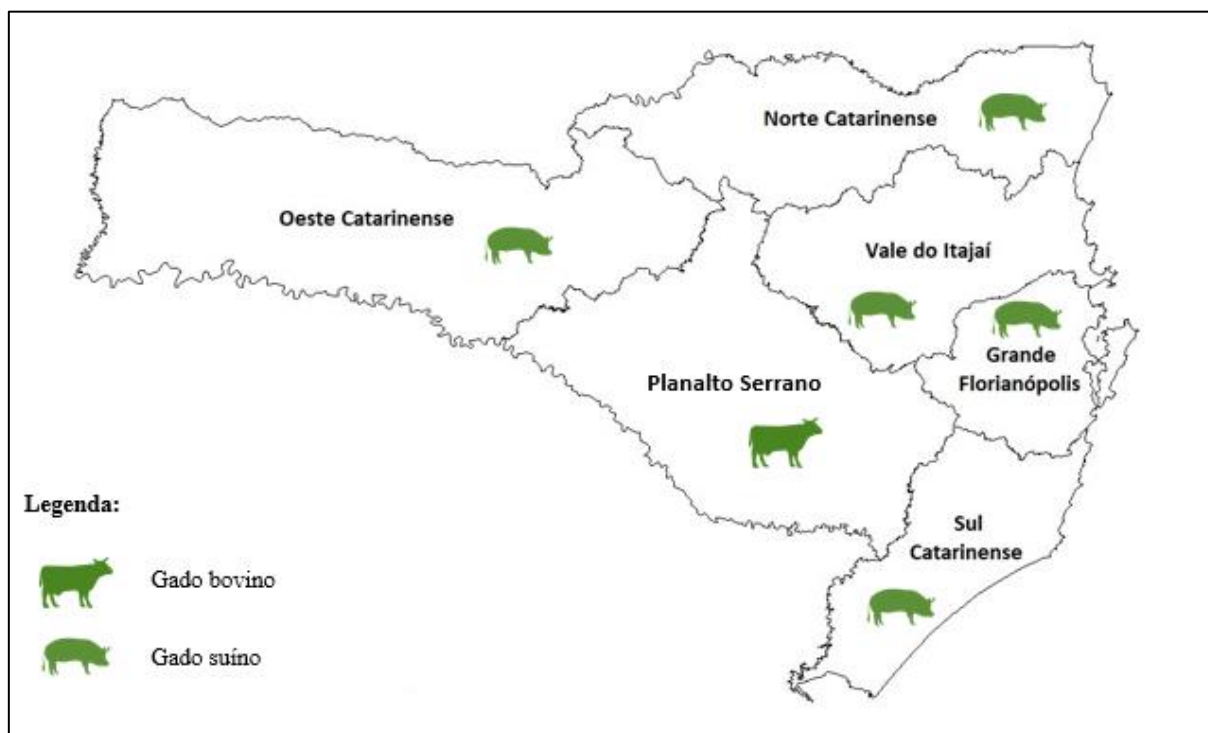 Norte Catarinense
Oeste Catarinense
Vale do Itajaí
Grande
Florianópolis
Planalto Serrano
Sul
Catarinense
Legenda:
Gado bovino
Gado suíno